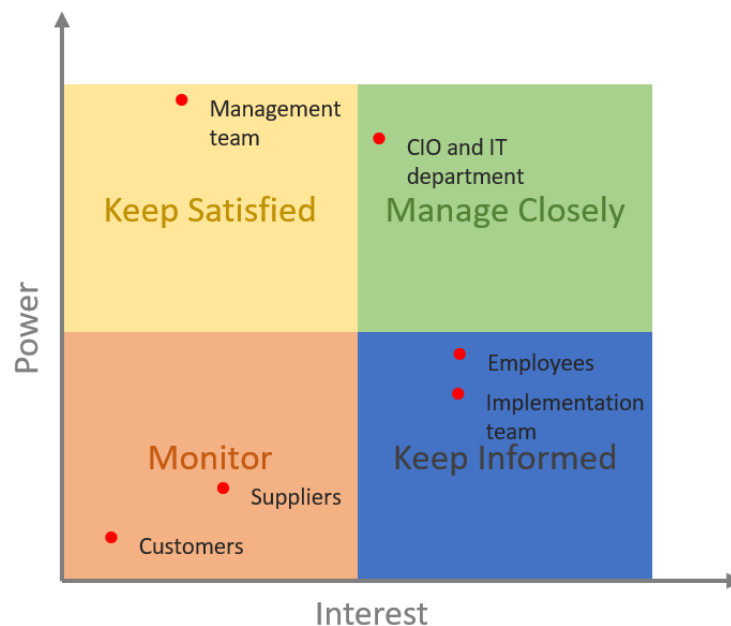 Management
team
CIO and IT
department
Keep Satisfied
Manage Closely
Power
Employees
Implementation
team
Monitor
Keep Informed
Suppliers
Customers
Interest